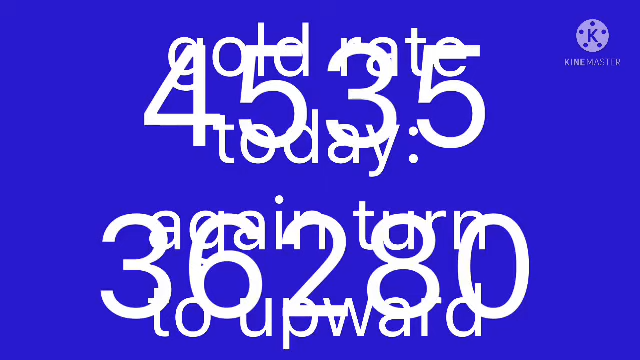 gold rate
4535
today:
again turn
36280
to upward
KINEMASTER